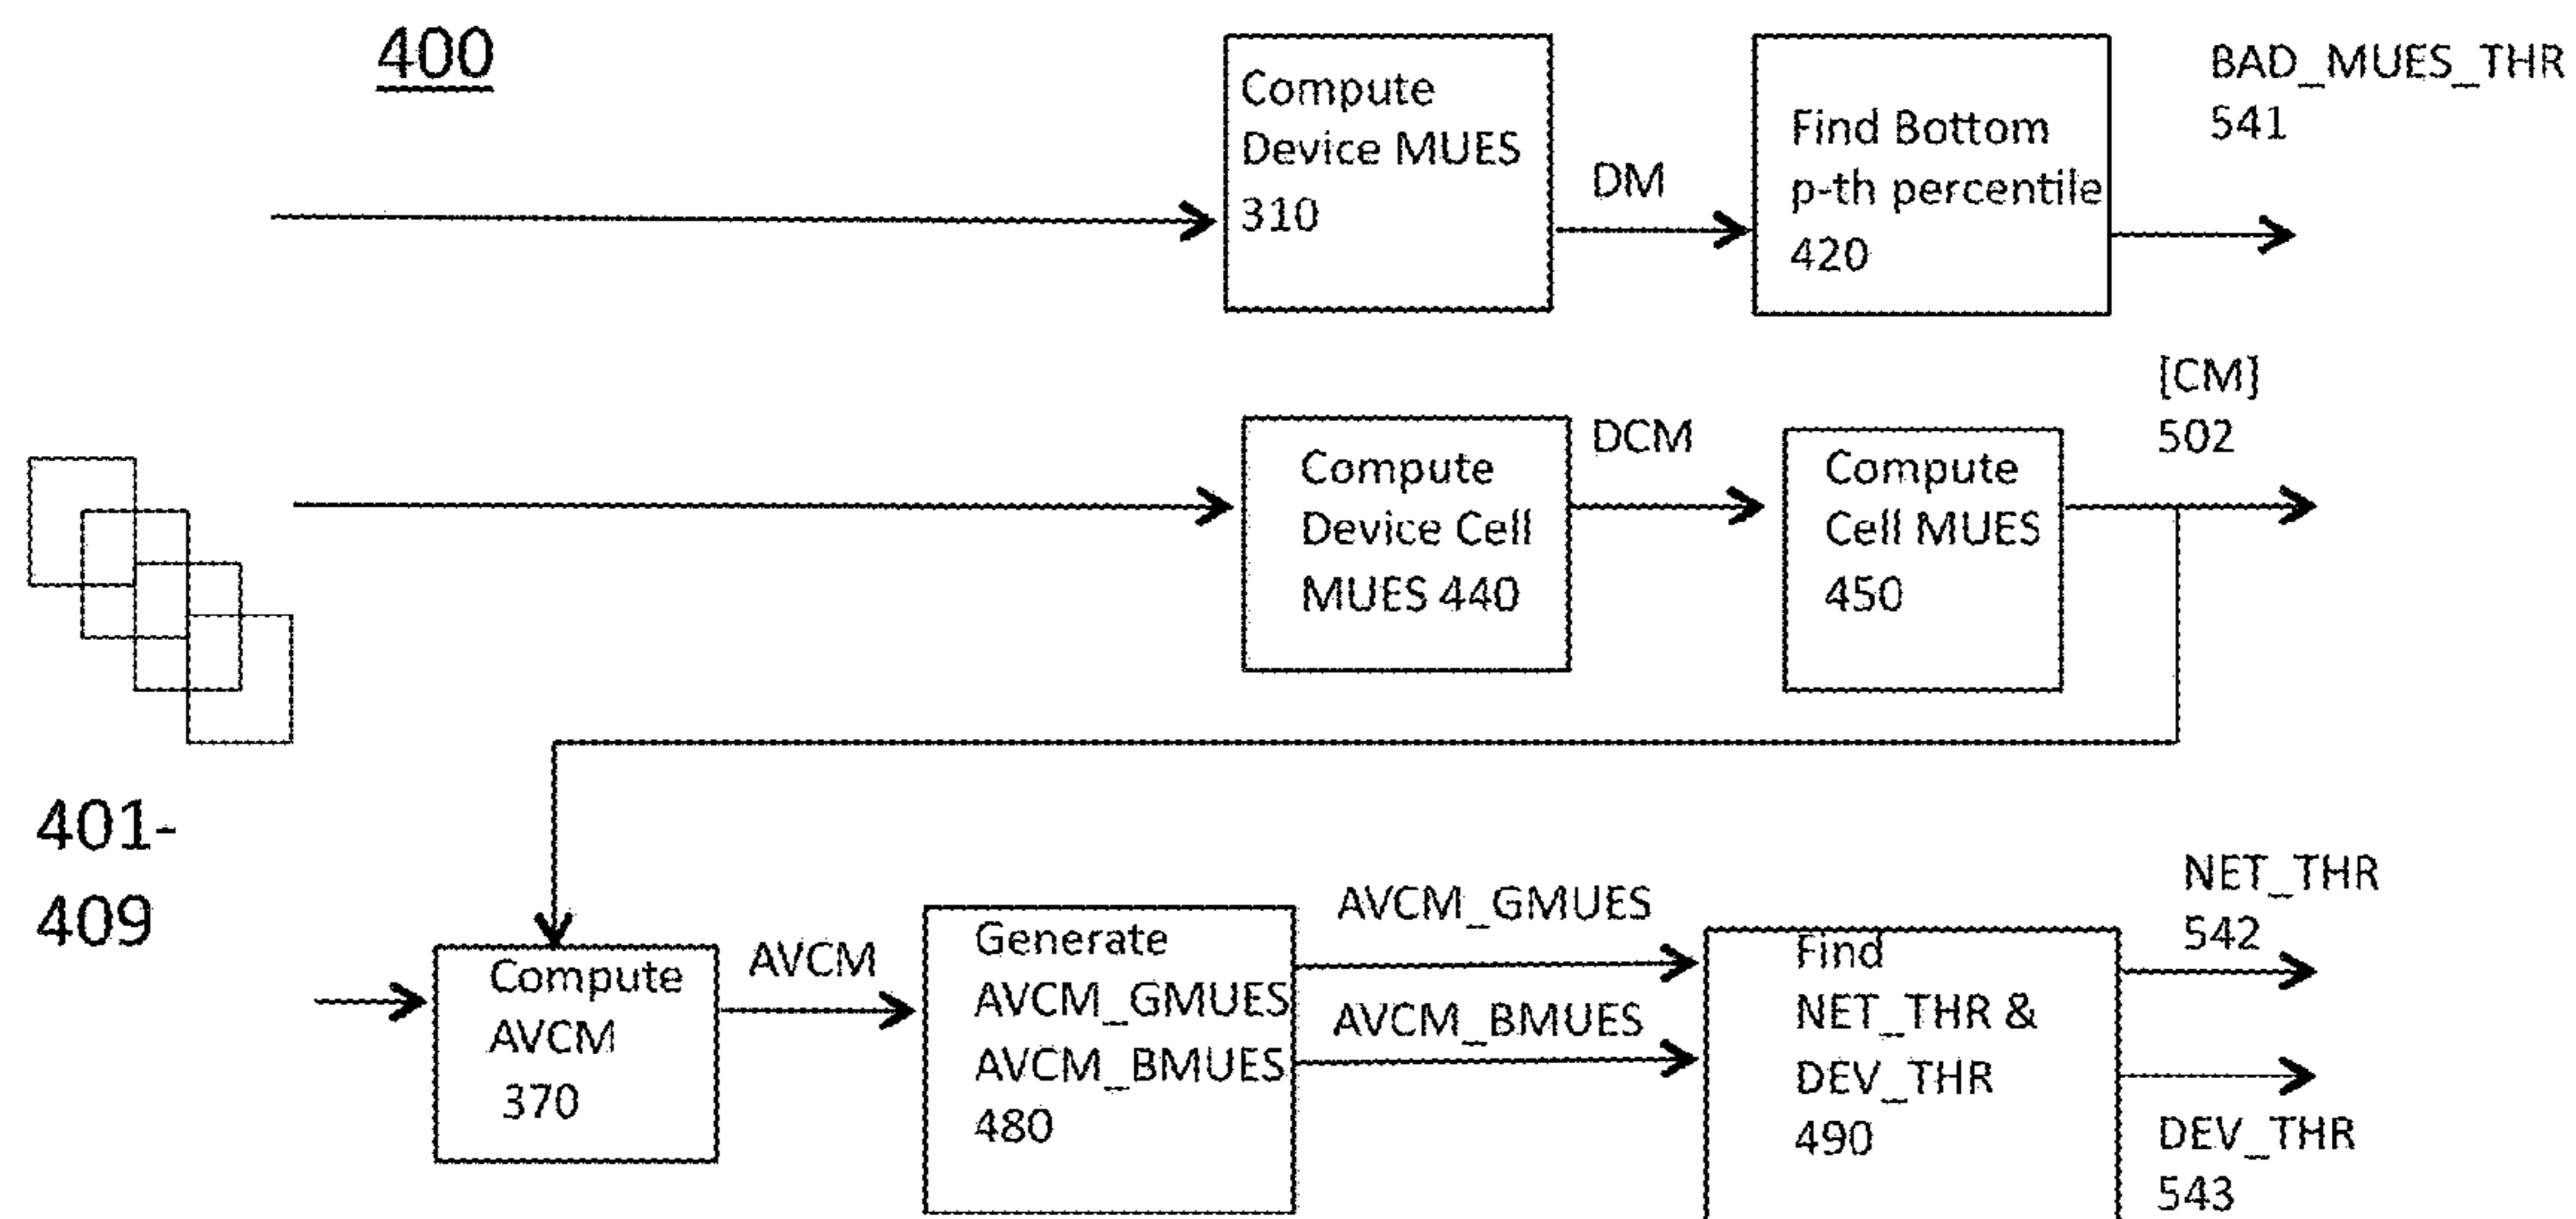 400
Compute
Device MUES
310
DM
Find Bottom
p-th percentile
420
BAD_MUES_THR
541
Compute
Device Cell
MUES 440
DCM
Compute
Cell MUES
450
[CM]
502
401-
409
Compute
AVCM
370
AVCM
Generate
AVCM_GMUES
AVCM_BMUES
480
AVCM_GMUES
AVCM_BMUES
Find
NET_THR &
DEV_THR
490
NET_THR
542
DEV_THR
543